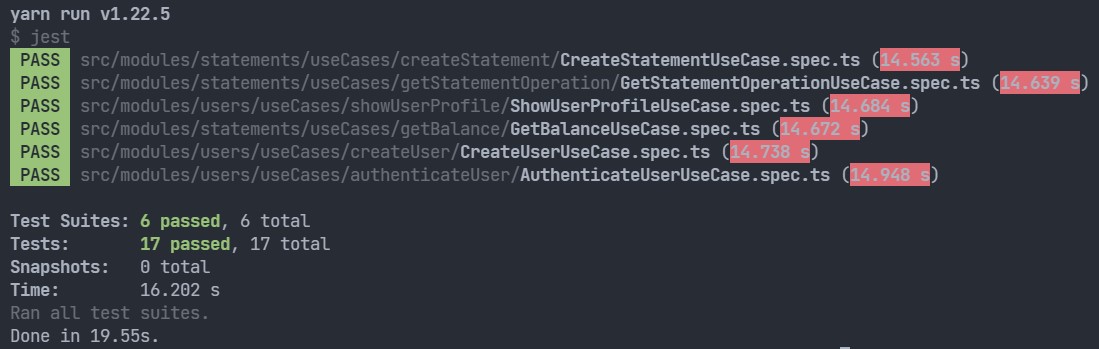 yarn run v1.22.5
$ jest
PASS src/modules/statements/useCases/createStatement/CreateStatementUseCase.spec.ts (14.563 s)
PASS src/modules/statements/useCases/getStatementOperation/GetStatementOperationUseCase.spec.ts (14.639 s)
PASS src/modules/users/useCases/showUserProfile/ShowUserProfileUseCase.spec.ts (14.684 s)
PASS src/modules/statements/useCases/getBalance/GetBalanceUseCase.spec.ts (14.672 s)
PASS src/modules/users/useCases/createUser/CreateUserUseCase.spec.ts (14.738 s)
PASS src/modules/users/useCases/authenticateUser/AuthenticateUserUseCase.spec.ts (14.948 s)
Test Suites: 6 passed, 6 total
Tests: 17 passed, 17 total
Snapshots: 0 total
Time: 16.202 s
Ran all test suites.
Done in 19.55s.